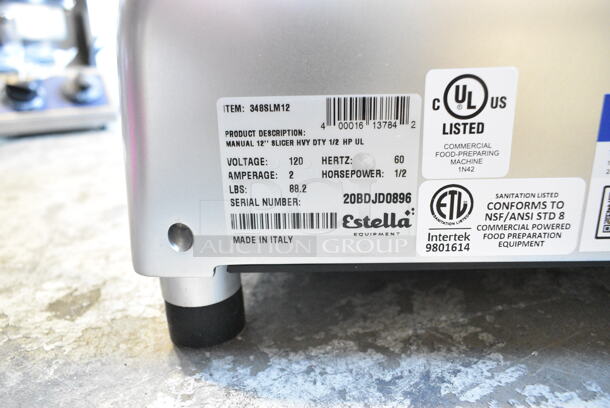 ITEM: 348SLM12
4 00016 13784 2
PRODUCT DESCRIPTION:
MANUAL 12'' SLICER HVY DTY 1/2 HP UL
VOLTAGE: 120 HERTZ: 60
AMPERAGE: 2 HORSEPOWER: 1/2
LBS: 88.2
SERIAL NUMBER: 20BDJD0896
Estella
EQUIPMENT
MADE IN ITALY
C UL US
LISTED
COMMERCIAL
FOOD-PREPARING
MACHINE
1N42
ETL
SANITATION LISTED
Intertek
9801614
SANITATION LISTED
CONFORMS TO
NSF/ANSI STD 8
COMMERCIAL POWERED
FOOD PREPARATION
EQUIPMENT
AUCTION GROUP